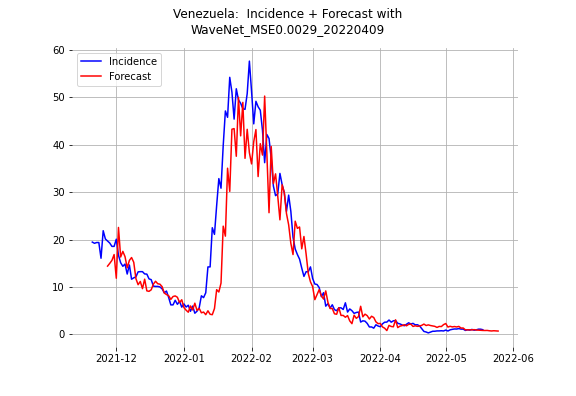 Venezuela:  Incidence + Forecast with
WaveNet_MSE0.0029_20220409
Incidence
Forecast
60
50
40
30
20
10
0
2021-12 2022-01 2022-02 2022-03 2022-04 2022-05 2022-06